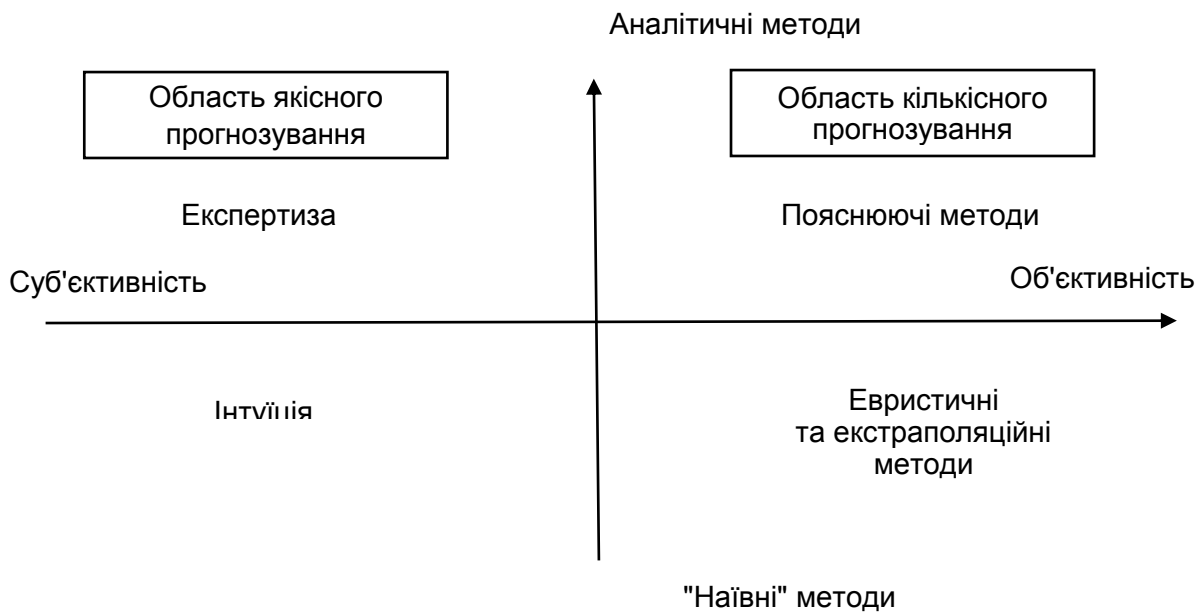 Аналітичні методи
Область якісного
прогнозування
Область кількісного
прогнозування
Експертиза
Пояснюючі методи
Суб'єктивність
Об'єктивність
Інтуїція
Евристичні
та екстраполяційні
методи
"Наївні" методи